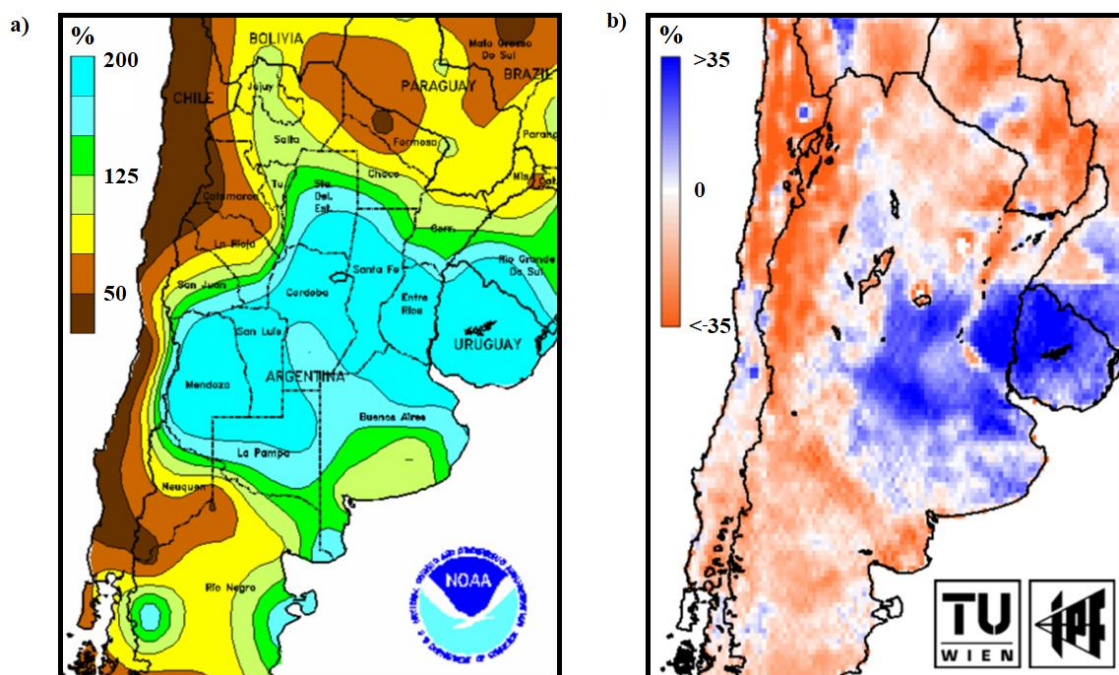 a)
%
200
125
50
BOLIVIA
Mato Grosso
Do Sul
PARAGUAY
BRAZIL
CHILE
Jujuy
Salta
Formosa
Parana
Chaco
Tu
Sto.
Del.
Est.
Catamarca
Corr.
La Rioja
Santa Fe
Rio Grande
Do Sul
San Juan
Cordoba
Entre
Rios
San Luis
URUGUAY
Mendoza
ARGENTINA
Buenos Aires
La Pampa
Neuquen
Rio Negro
NOAA
b)
%
>35
0
<-35
TU
WIEN